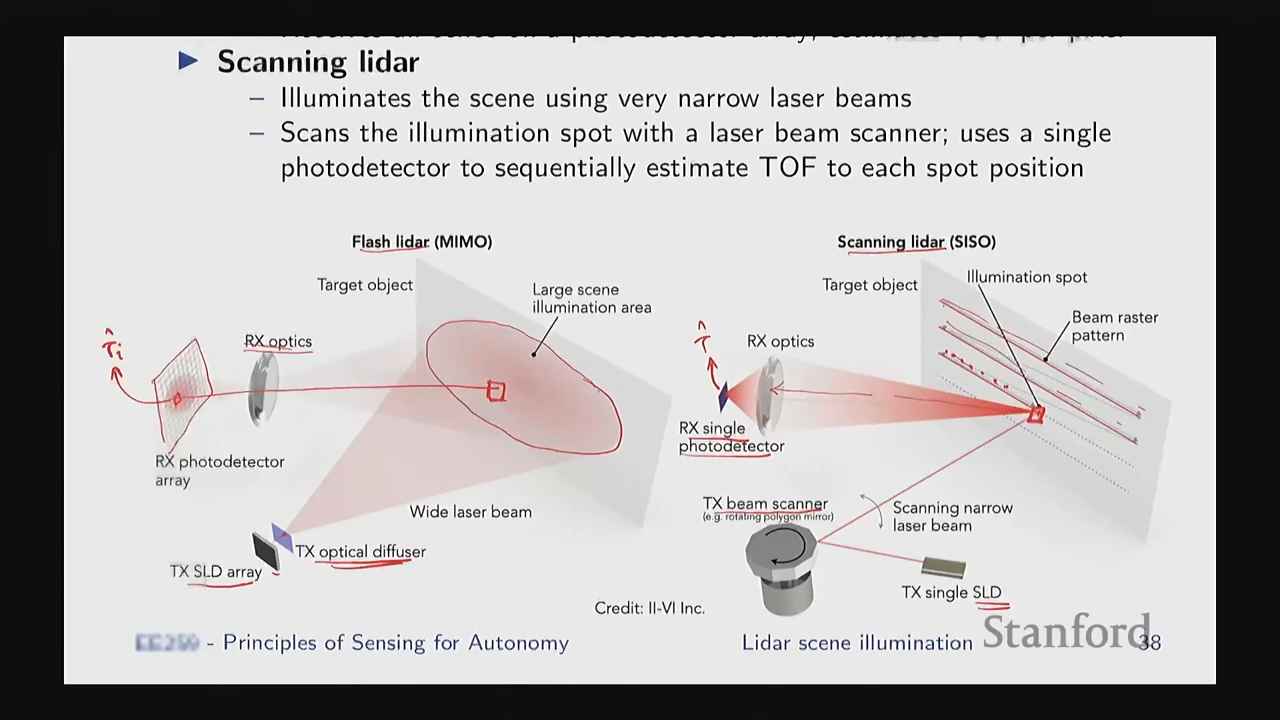 Scanning lidar
– Illuminates the scene using very narrow laser beams
– Scans the illumination spot with a laser beam scanner; uses a single
photodetector to sequentially estimate TOF to each spot position
Flash lidar (MIMO)
Target object
Large scene
illumination area
τ̂i
RX optics
RX photodetector
array
Wide laser beam
TX optical diffuser
TX SLD array
Scanning lidar (SISO)
Target object
Illumination spot
Beam raster
pattern
τ̂
RX optics
RX single
photodetector
TX beam scanner
(e.g. rotating polygon mirror)
Scanning narrow
laser beam
TX single SLD
Credit: II-VI Inc.
- Principles of Sensing for Autonomy
Lidar scene illumination
Stanford
38